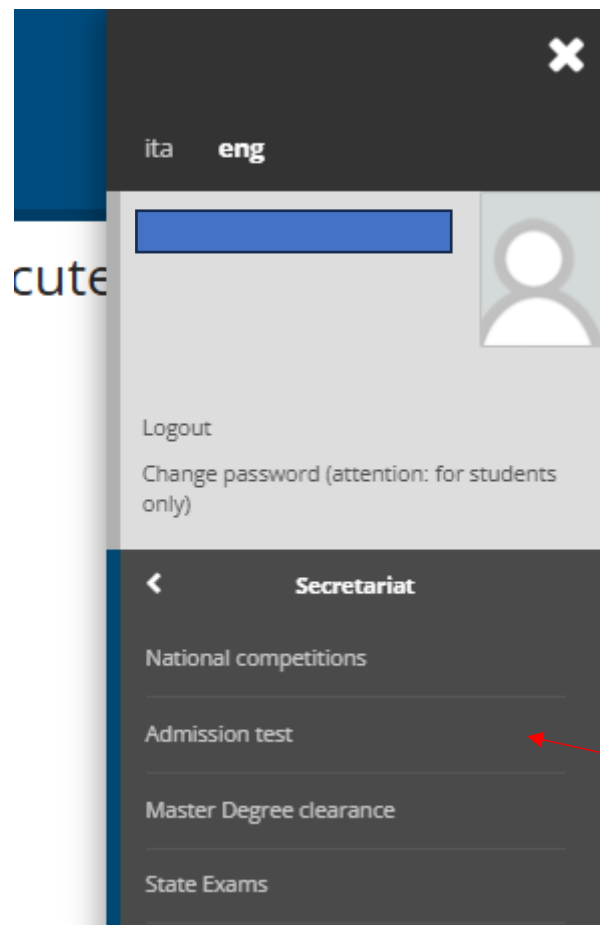 ita eng
cute
Logout
Change password (attention: for students
only)
Secretariat
National competitions
Admission test
Master Degree clearance
State Exams